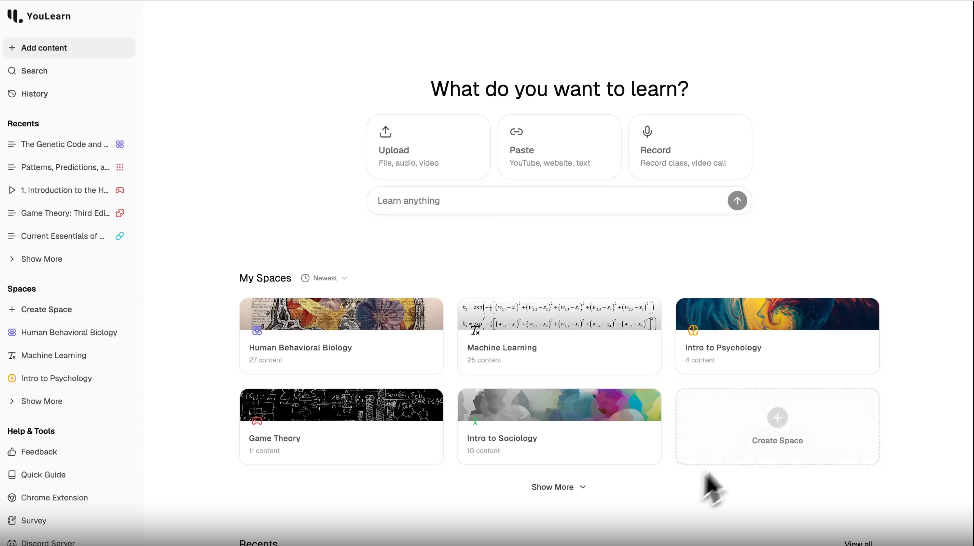 YouLearn
Add content
Search
History
Recents
The Genetic Code and ...
Patterns, Predictions, a...
1. Introduction to the H...
Game Theory: Third Edi...
Current Essentials of ...
Show More
Spaces
Create Space
Human Behavioral Biology
Machine Learning
Intro to Psychology
Show More
Help & Tools
Feedback
Quick Guide
Chrome Extension
Survey
Discord Server
What do you want to learn?
Upload
File, audio, video
Paste
YouTube, website, text
Record
Record class, video call
Learn anything
My Spaces
Newest
Human Behavioral Biology
27 content
Machine Learning
25 content
Intro to Psychology
4 content
Game Theory
11 content
Intro to Sociology
10 content
Create Space
Show More
Recents
View all